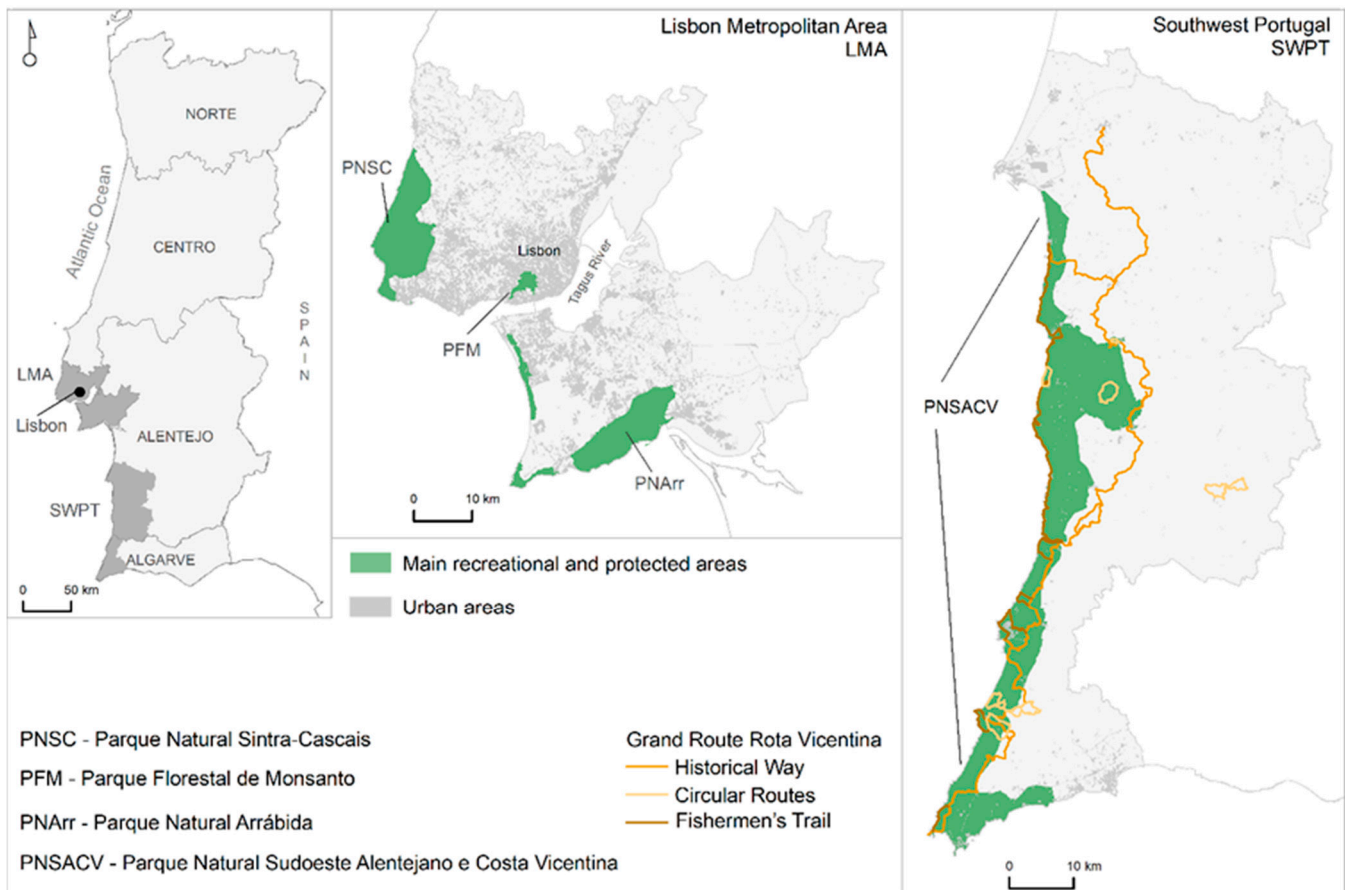 NORTE
Atlantic Ocean
CENTRO
SPAIN
LMA
Lisbon
ALENTEJO
SWPT
ALGARVE
0 50 km
Lisbon Metropolitan Area
LMA
PNSC
Lisbon
Tagus River
PFM
PNArr
0 10 km
Main recreational and protected areas
Urban areas
Southwest Portugal
SWPT
PNSACV
0 10 km
PNSC - Parque Natural Sintra-Cascais
PFM - Parque Florestal de Monsanto
PNArr - Parque Natural Arrábida
PNSACV - Parque Natural Sudoeste Alentejano e Costa Vicentina
Grand Route Rota Vicentina
Historical Way
Circular Routes
Fishermen's Trail